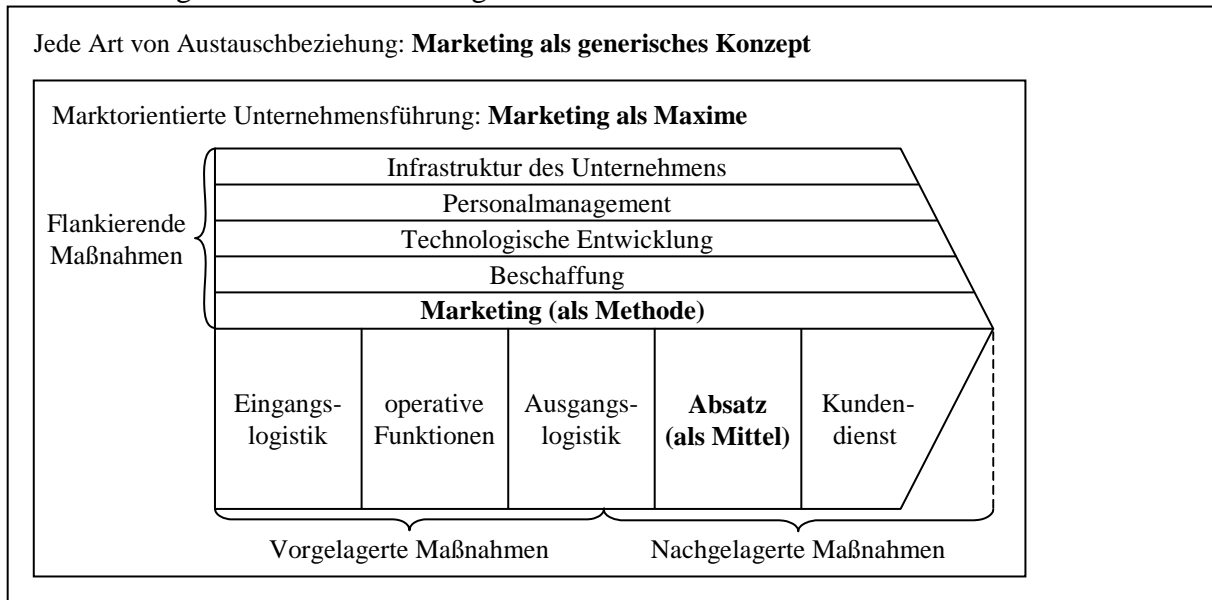 Jede Art von Austauschbeziehung: Marketing als generisches Konzept
Marktorientierte Unternehmensführung: Marketing als Maxime
Flankierende
Maßnahmen
Infrastruktur des Unternehmens
Personalmanagement
Technologische Entwicklung
Beschaffung
Marketing (als Methode)
Eingangs-
logistik
operative
Funktionen
Ausgangs-
logistik
Absatz
(als Mittel)
Kunden-
dienst
Vorgelagerte Maßnahmen
Nachgelagerte Maßnahmen